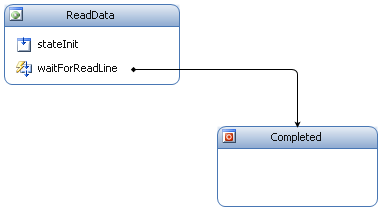 ReadData
stateInit
waitForReadLine
Completed